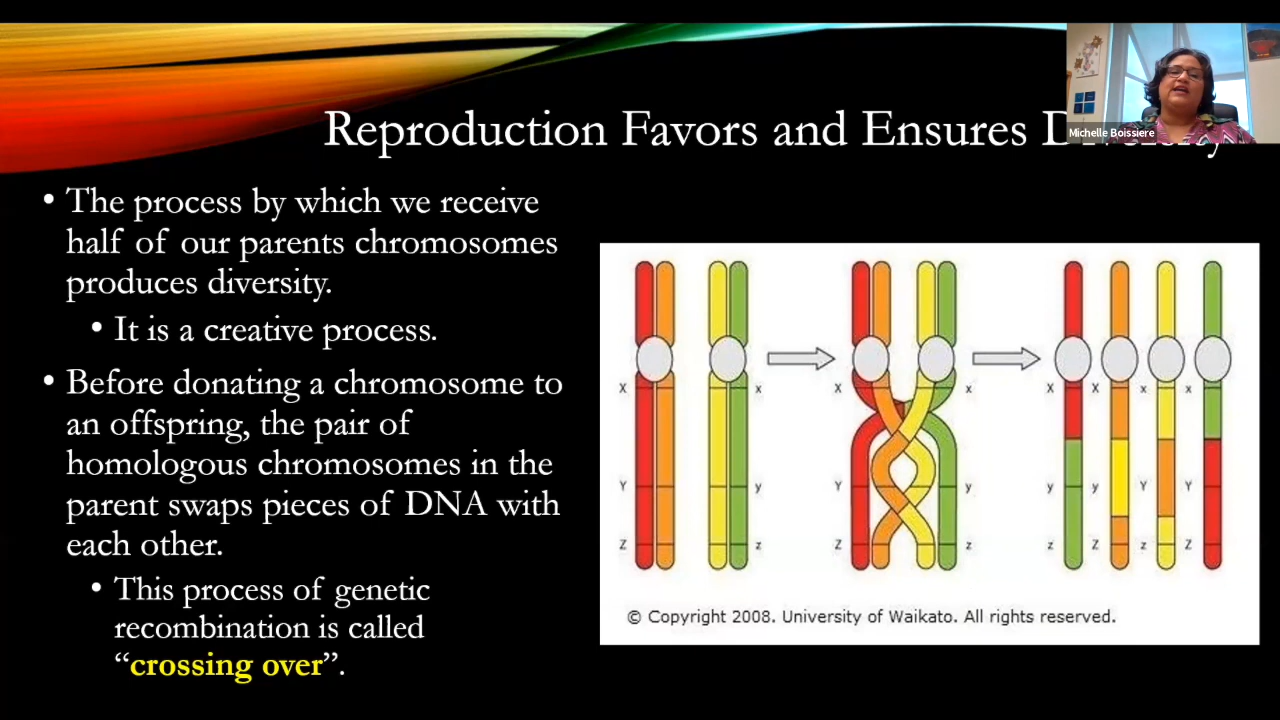 Michelle Boissiere
Reproduction Favors and Ensures
• The process by which we receive
half of our parents chromosomes
produces diversity.
• It is a creative process.
• Before donating a chromosome to
an offspring, the pair of
homologous chromosomes in the
parent swaps pieces of DNA with
each other.
• This process of genetic
recombination is called
“crossing over”.
X x X x X X x x
Y y Y y y y Y Y
Z z Z z z Z z Z
© Copyright 2008. University of Waikato. All rights reserved.